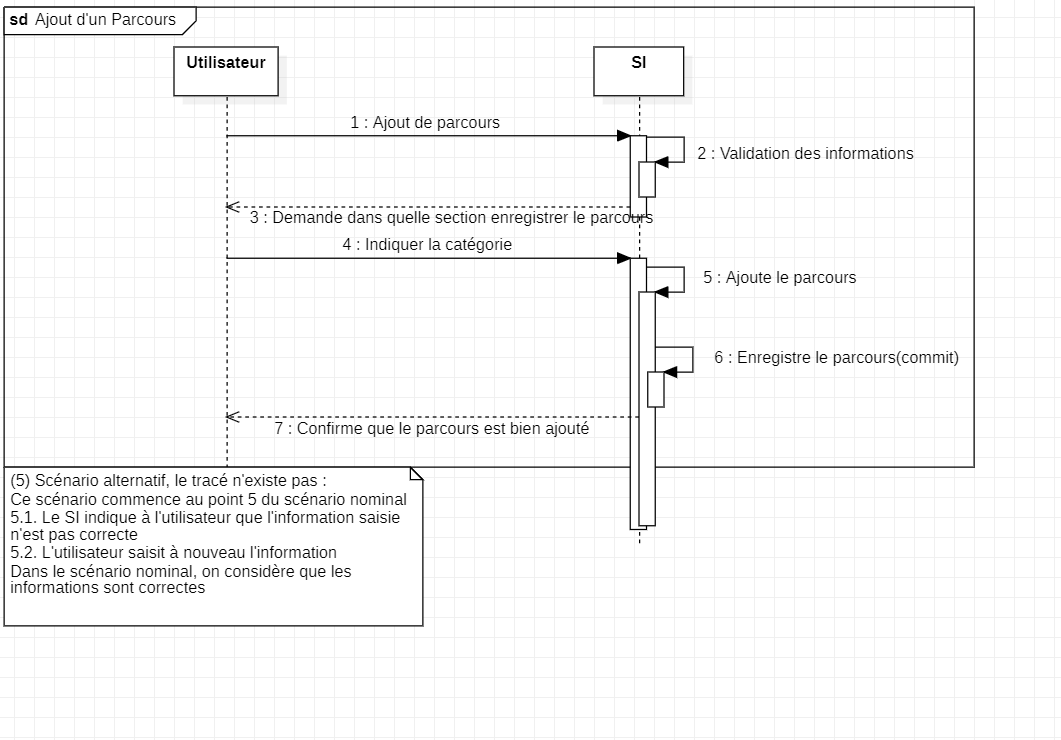 sd Ajout d'un Parcours
Utilisateur
SI
1 : Ajout de parcours
2 : Validation des informations
3 : Demande dans quelle section enregistrer le parcours
4 : Indiquer la catégorie
5 : Ajoute le parcours
6 : Enregistre le parcours(commit)
7 : Confirme que le parcours est bien ajouté
(5) Scénario alternatif, le tracé n'existe pas :
Ce scénario commence au point 5 du scénario nominal
5.1. Le SI indique à l'utilisateur que l'information saisie
n'est pas correcte
5.2. L'utilisateur saisit à nouveau l'information
Dans le scénario nominal, on considère que les
informations sont correctes